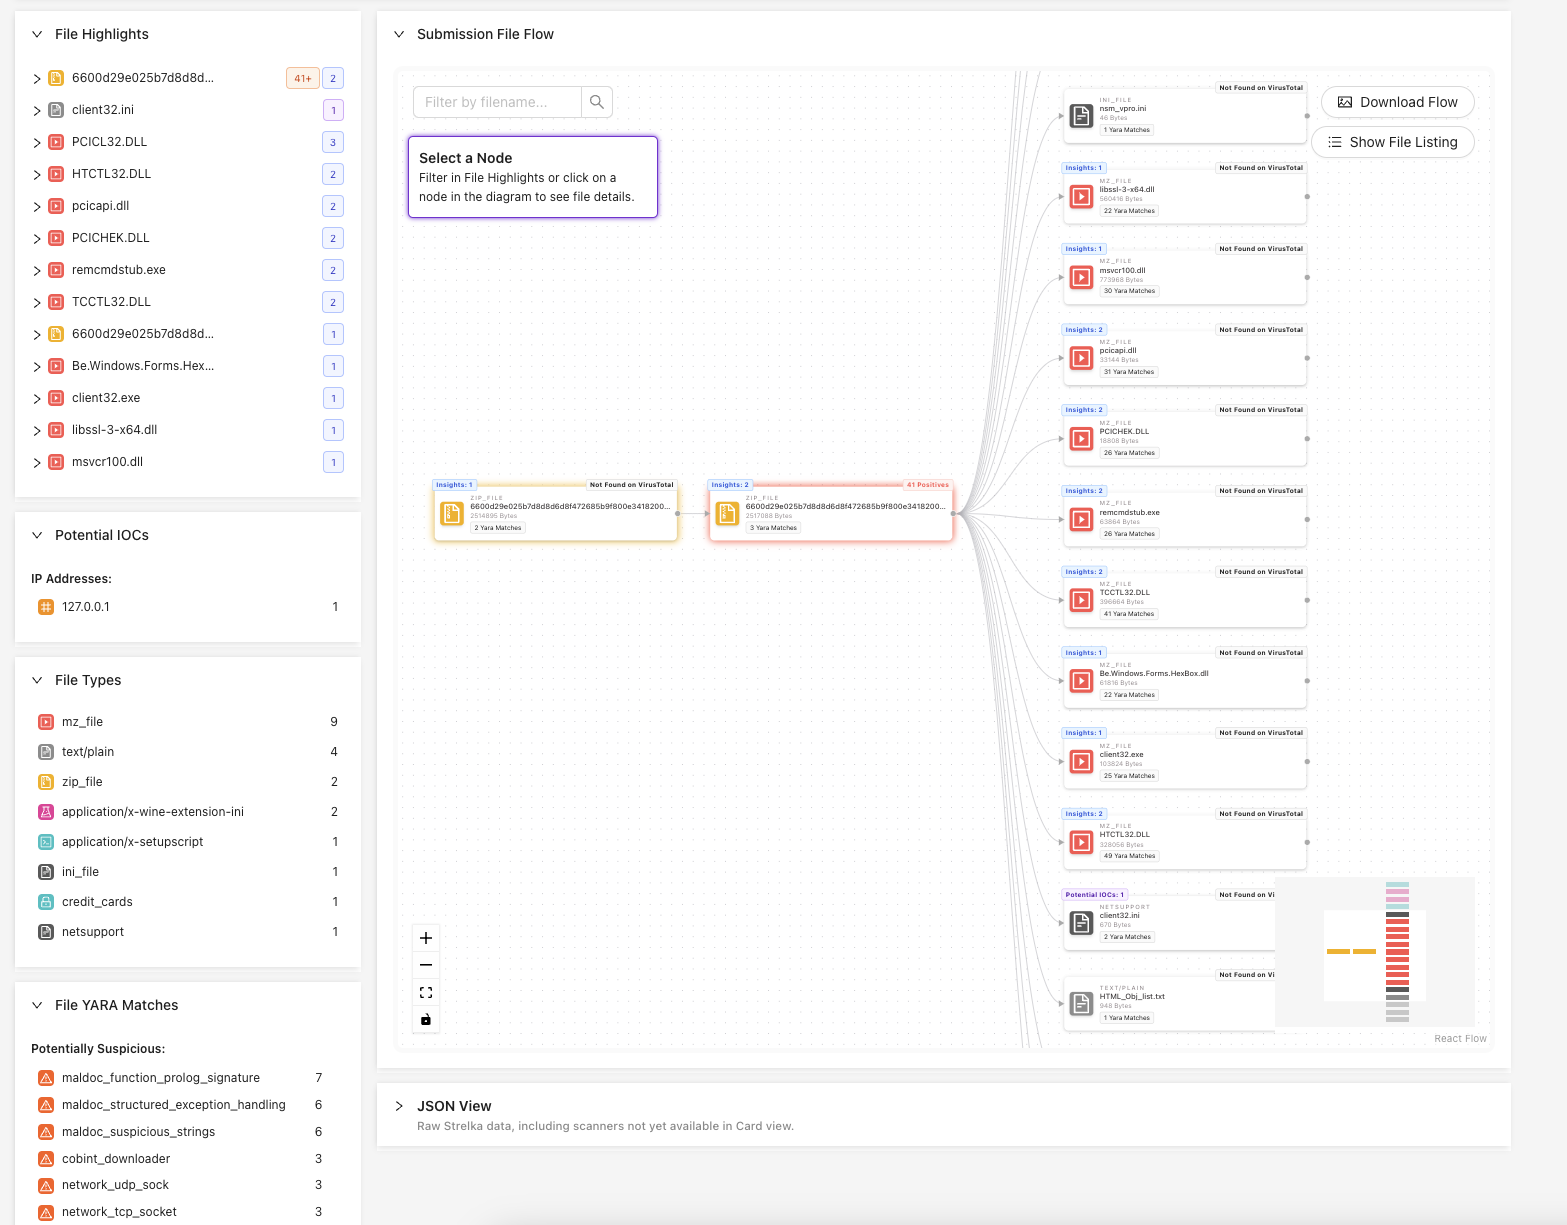 File Highlights
6600d29e025b7d8d8d... 41+ 2
client32.ini 1
PCICL32.DLL 3
HTCTL32.DLL 2
pcicapi.dll 2
PCICHEK.DLL 2
remcmdstub.exe 2
TCCTL32.DLL 2
6600d29e025b7d8d8d... 1
Be.Windows.Forms.Hex... 1
client32.exe 1
libssl-3-x64.dll 1
msvcr100.dll 1
Potential IOCs
IP Addresses:
127.0.0.1 1
File Types
mz_file 9
text/plain 4
zip_file 2
application/x-wine-extension-ini 2
application/x-setupscript 1
ini_file 1
credit_cards 1
netsupport 1
File YARA Matches
Potentially Suspicious:
maldoc_function_prolog_signature 7
maldoc_structured_exception_handling 6
maldoc_suspicious_strings 6
cobint_downloader 3
network_udp_sock 3
network_tcp_socket 3
Submission File Flow
Filter by filename...
Select a Node
Filter in File Highlights or click on a
node in the diagram to see file details.
Download Flow
Show File Listing
Insights: 1 Not Found on VirusTotal
ZIP_FILE
6600d29e025b7d8d8d6d8f472685b9f800e3418200...
2514895 Bytes
2 Yara Matches
Insights: 2 41 Positives
ZIP_FILE
6600d29e025b7d8d8d6d8f472685b9f800e3418200...
2517088 Bytes
3 Yara Matches
Not Found on VirusTotal
INI_FILE
nsm_vpro.ini
46 Bytes
1 Yara Matches
Insights: 1 Not Found on VirusTotal
MZ_FILE
libssl-3-x64.dll
560416 Bytes
22 Yara Matches
Insights: 1 Not Found on VirusTotal
MZ_FILE
msvcr100.dll
773968 Bytes
30 Yara Matches
Insights: 2 Not Found on VirusTotal
MZ_FILE
pcicapi.dll
33144 Bytes
31 Yara Matches
Insights: 2 Not Found on VirusTotal
MZ_FILE
PCICHEK.DLL
18808 Bytes
26 Yara Matches
Insights: 2 Not Found on VirusTotal
MZ_FILE
remcmdstub.exe
63864 Bytes
26 Yara Matches
Insights: 2 Not Found on VirusTotal
MZ_FILE
TCCTL32.DLL
396664 Bytes
41 Yara Matches
Insights: 1 Not Found on VirusTotal
MZ_FILE
Be.Windows.Forms.HexBox.dll
61816 Bytes
22 Yara Matches
Insights: 1 Not Found on VirusTotal
MZ_FILE
client32.exe
103824 Bytes
25 Yara Matches
Insights: 2 Not Found on VirusTotal
MZ_FILE
HTCTL32.DLL
328056 Bytes
49 Yara Matches
Potential IOCs: 1 Not Found on Vi
NETSUPPORT
client32.ini
670 Bytes
2 Yara Matches
Not Found on Vi
TEXT/PLAIN
HTML_Obj_list.txt
948 Bytes
1 Yara Matches
React Flow
JSON View
Raw Strelka data, including scanners not yet available in Card view.